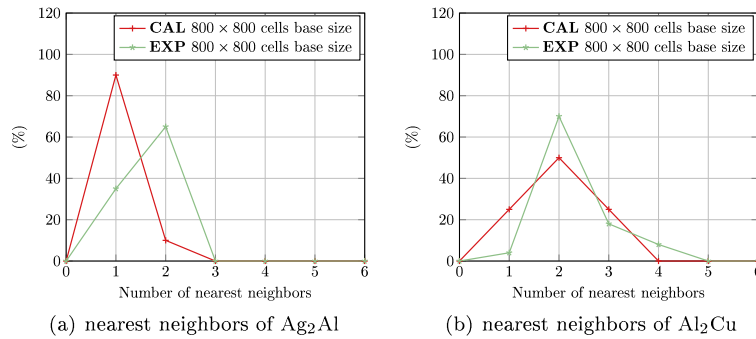 CAL 800 × 800 cells base size
EXP 800 × 800 cells base size
120
100
80
60
40
20
0
(%)
0 1 2 3 4 5 6
Number of nearest neighbors
(a) nearest neighbors of Ag₂Al
CAL 800 × 800 cells base size
EXP 800 × 800 cells base size
120
100
80
60
40
20
0
(%)
0 1 2 3 4 5 6
Number of nearest neighbors
(b) nearest neighbors of Al₂Cu